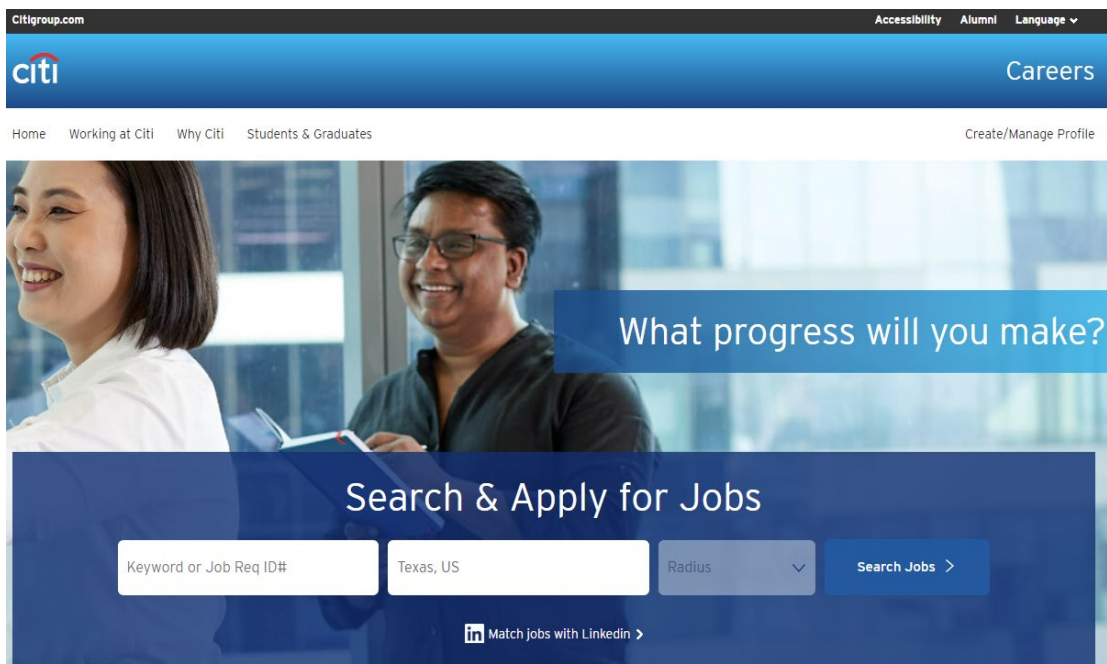 Citigroup.com Accessibility Alumni Language
citi Careers
Home Working at Citi Why Citi Students & Graduates Create/Manage Profile
What progress will you make?
Search & Apply for Jobs
Keyword or Job Req ID# Texas, US Radius Search Jobs
in Match jobs with Linkedin